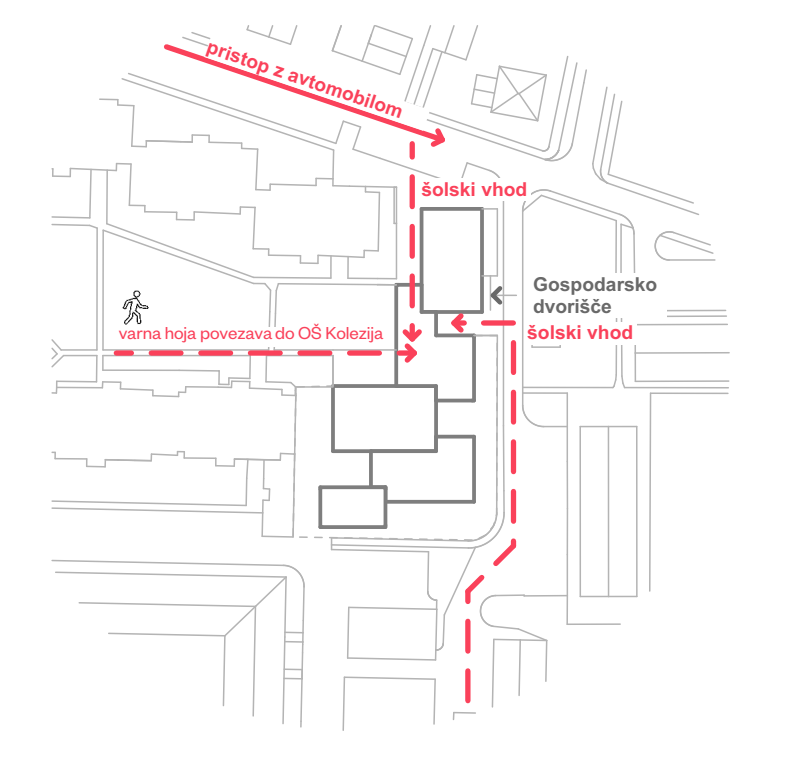 pristop z avtomobilom
šolski vhod
Gospodarsko
dvorišče
šolski vhod
varna hoja povezava do OŠ Kolezija